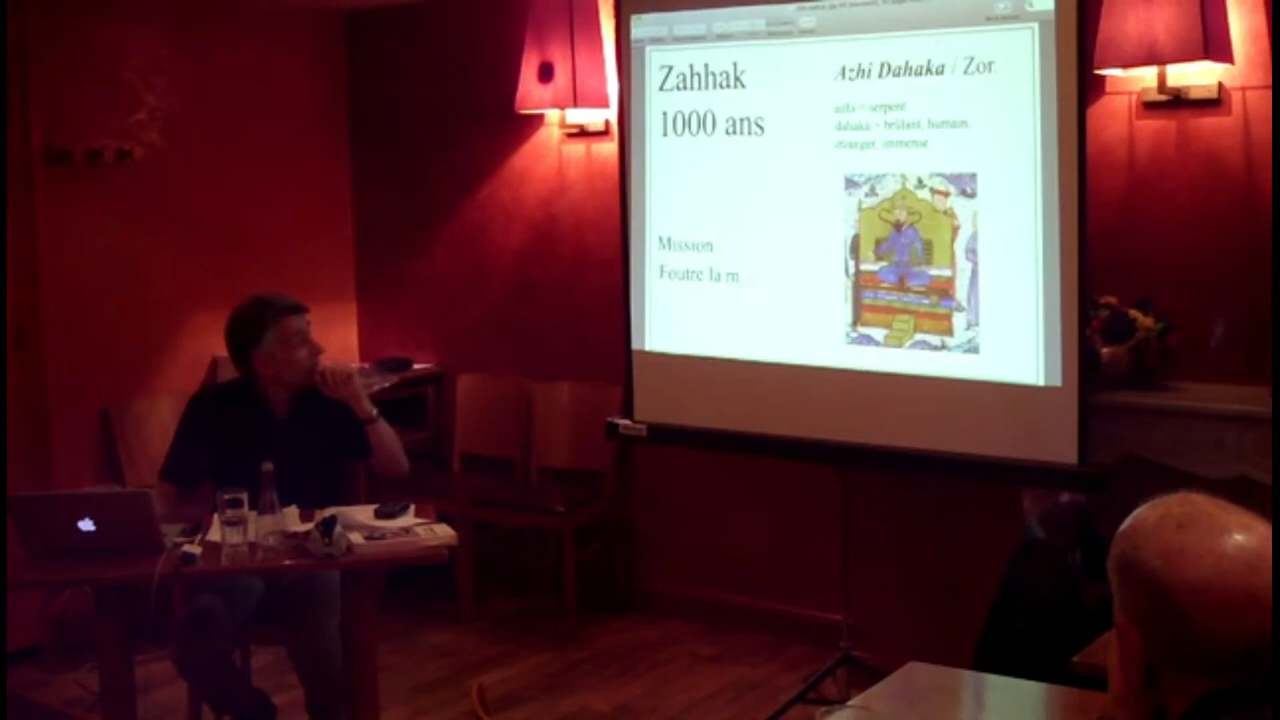 Zahhak
1000 ans
Mission
Foutre la m
Azhi Dahaka / Zor.
azhi = serpent
dahaka = brûlant, humain,
étranger, immense